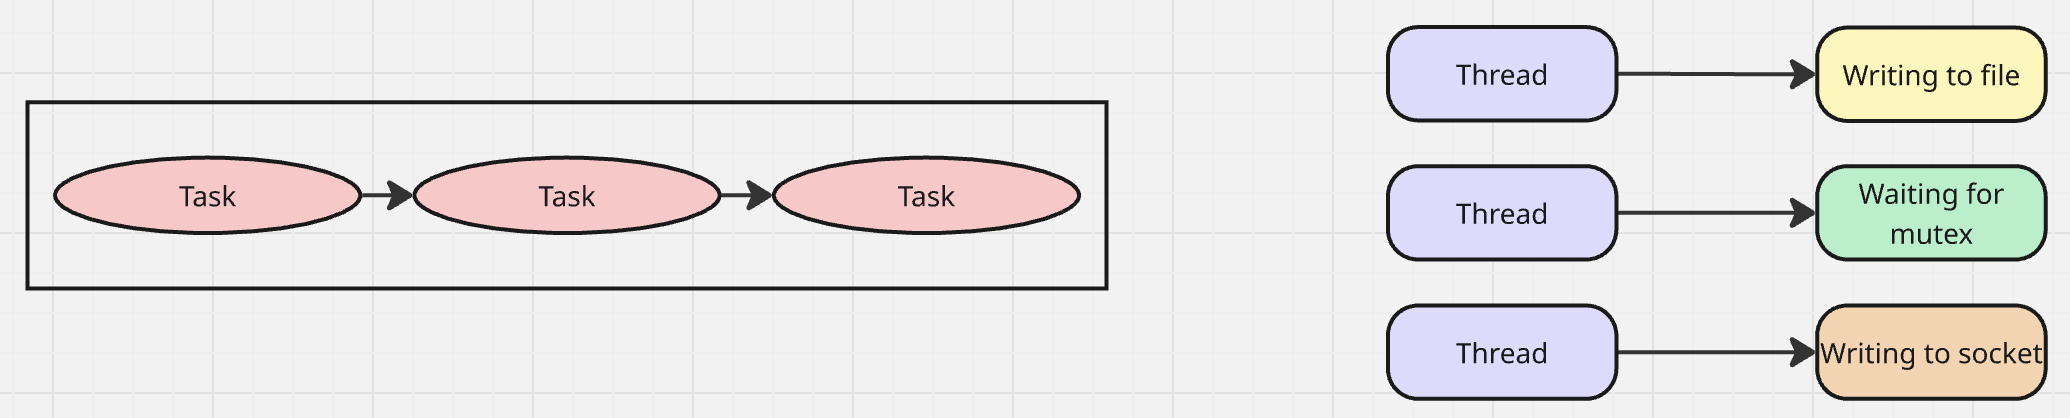 Task
Task
Task
Thread
Writing to file
Thread
Waiting for
mutex
Thread
Writing to socket